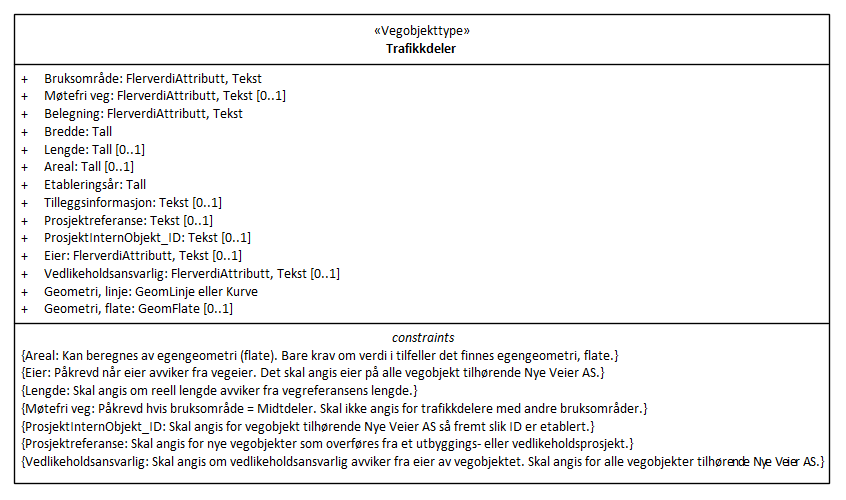 «Vegobjekttype»
Trafikkdeler
+ Bruksområde: FlerverdiAttributt, Tekst
+ Møtefri veg: FlerverdiAttributt, Tekst [0..1]
+ Belegning: FlerverdiAttributt, Tekst
+ Bredde: Tall
+ Lengde: Tall [0..1]
+ Areal: Tall [0..1]
+ Etableringsår: Tall
+ Tilleggsinformasjon: Tekst [0..1]
+ Prosjektreferanse: Tekst [0..1]
+ ProsjektInternObjekt_ID: Tekst [0..1]
+ Eier: FlerverdiAttributt, Tekst [0..1]
+ Vedlikeholdsansvarlig: FlerverdiAttributt, Tekst [0..1]
+ Geometri, linje: GeomLinje eller Kurve
+ Geometri, flate: GeomFlate [0..1]
constraints
{Areal: Kan beregnes av egengeometri (flate). Bare krav om verdi i tilfeller det finnes egengeometri, flate.}
{Eier: Påkrevd når eier avviker fra vegeier. Det skal angis eier på alle vegobjekt tilhørende Nye Veier AS.}
{Lengde: Skal angis om reell lengde avviker fra vegreferansens lengde.}
{Møtefri veg: Påkrevd hvis bruksområde = Midtdeler. Skal ikke angis for trafikkdelere med andre bruksområder.}
{ProsjektInternObjekt_ID: Skal angis for vegobjekt tilhørende Nye Veier AS så fremt slik ID er etablert.}
{Prosjektreferanse: Skal angis for nye vegobjekter som overføres fra et utbyggings- eller vedlikeholdsprosjekt.}
{Vedlikeholdsansvarlig: Skal angis om vedlikeholdsansvarlig avviker fra eier av vegobjektet. Skal angis for alle vegobjekter tilhørende Nye Veier AS.}